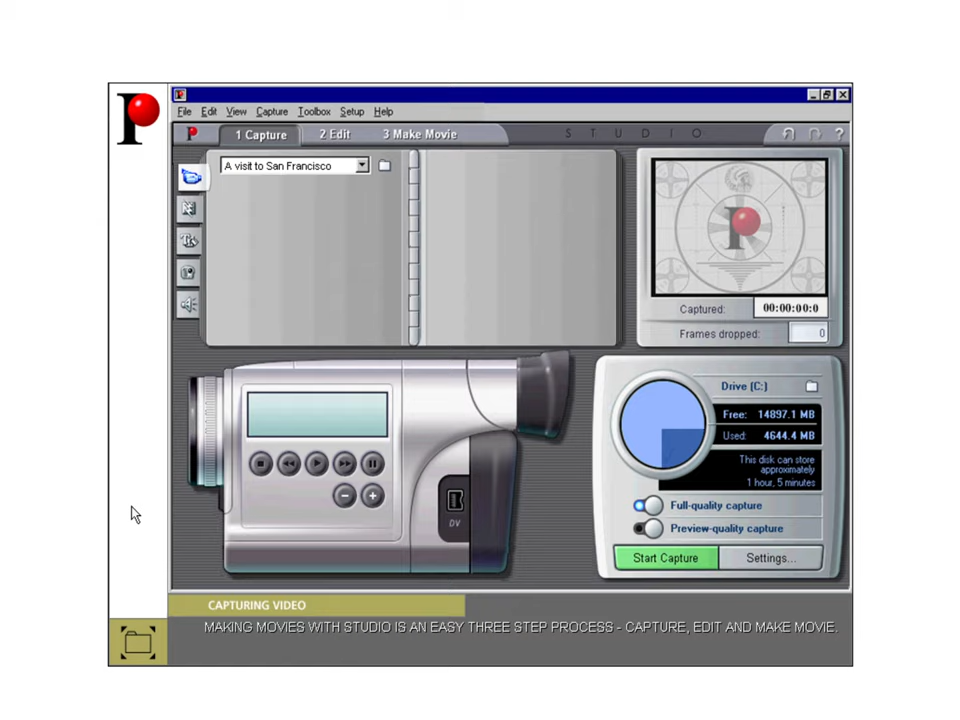 File Edit View Capture Toolbox Setup Help
1 Capture 2 Edit 3 Make Movie STUDIO ?
A visit to San Francisco
Captured: 00:00:00:0
Frames dropped: 0
Drive (C:)
Free: 14897.1 MB
Used: 4644.4 MB
This disk can store
approximately
1 hour, 5 minutes
DV
Full-quality capture
Preview-quality capture
Start Capture Settings...
CAPTURING VIDEO
MAKING MOVIES WITH STUDIO IS AN EASY THREE STEP PROCESS - CAPTURE, EDIT AND MAKE MOVIE.